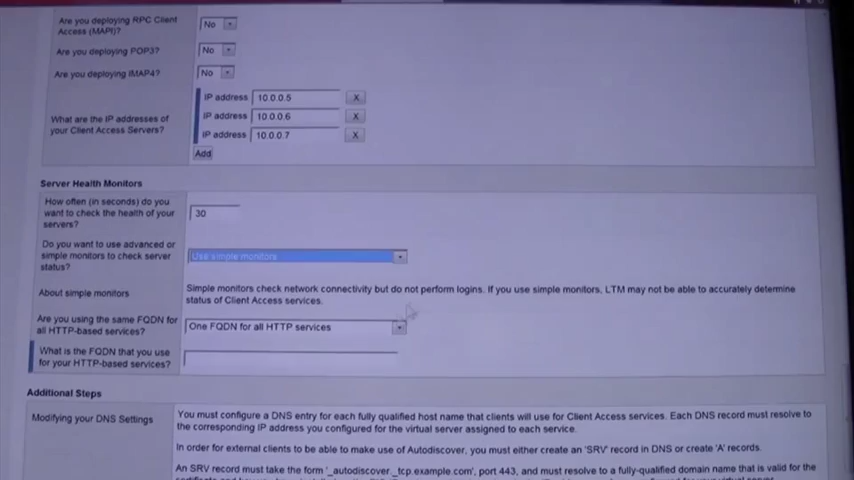 Are you deploying RPC Client
Access (MAPI)?
No
Are you deploying POP3?
No
Are you deploying IMAP4?
No
What are the IP addresses of
your Client Access Servers?
IP address 10.0.0.5 X
IP address 10.0.0.6 X
IP address 10.0.0.7 X
Add
Server Health Monitors
How often (in seconds) do you
want to check the health of your
servers?
30
Do you want to use advanced or
simple monitors to check server
status?
Use simple monitors
About simple monitors
Simple monitors check network connectivity but do not perform logins. If you use simple monitors, LTM may not be able to accurately determine
status of Client Access services.
Are you using the same FQDN for
all HTTP-based services?
One FQDN for all HTTP services
What is the FQDN that you use
for your HTTP-based services?
Additional Steps
Modifying your DNS Settings
You must configure a DNS entry for each fully qualified host name that clients will use for Client Access services. Each DNS record must resolve to
the corresponding IP address you configured for the virtual server assigned to each service.
In order for external clients to be able to make use of Autodiscover, you must either create an 'SRV' record in DNS or create 'A' records.
An SRV record must take the form '_autodiscover._tcp.example.com', port 443, and must resolve to a fully-qualified domain name that is valid for the